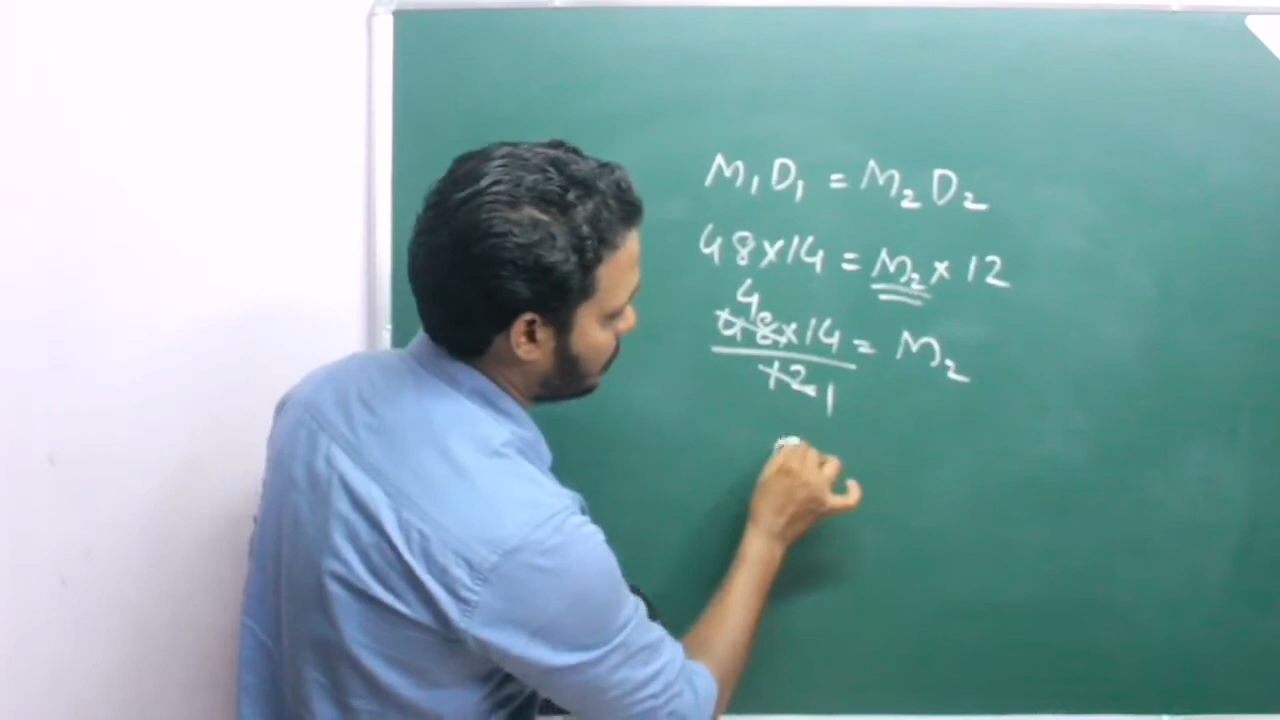 M₁D₁ = M₂D₂
48×14 = M₂×12
4
48×14 = M₂
12 1